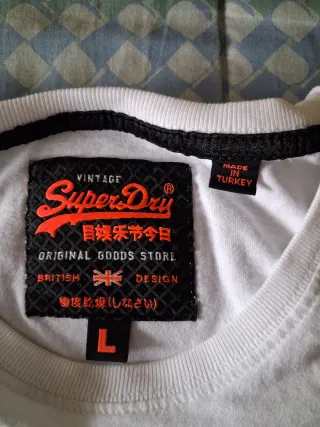 VINTAGE
SuperDry®
目娱乐节今日
ORIGINAL GOODS STORE
BRITISH DESIGN
極度乾燥(しなさい)
L
MADE
IN
TURKEY